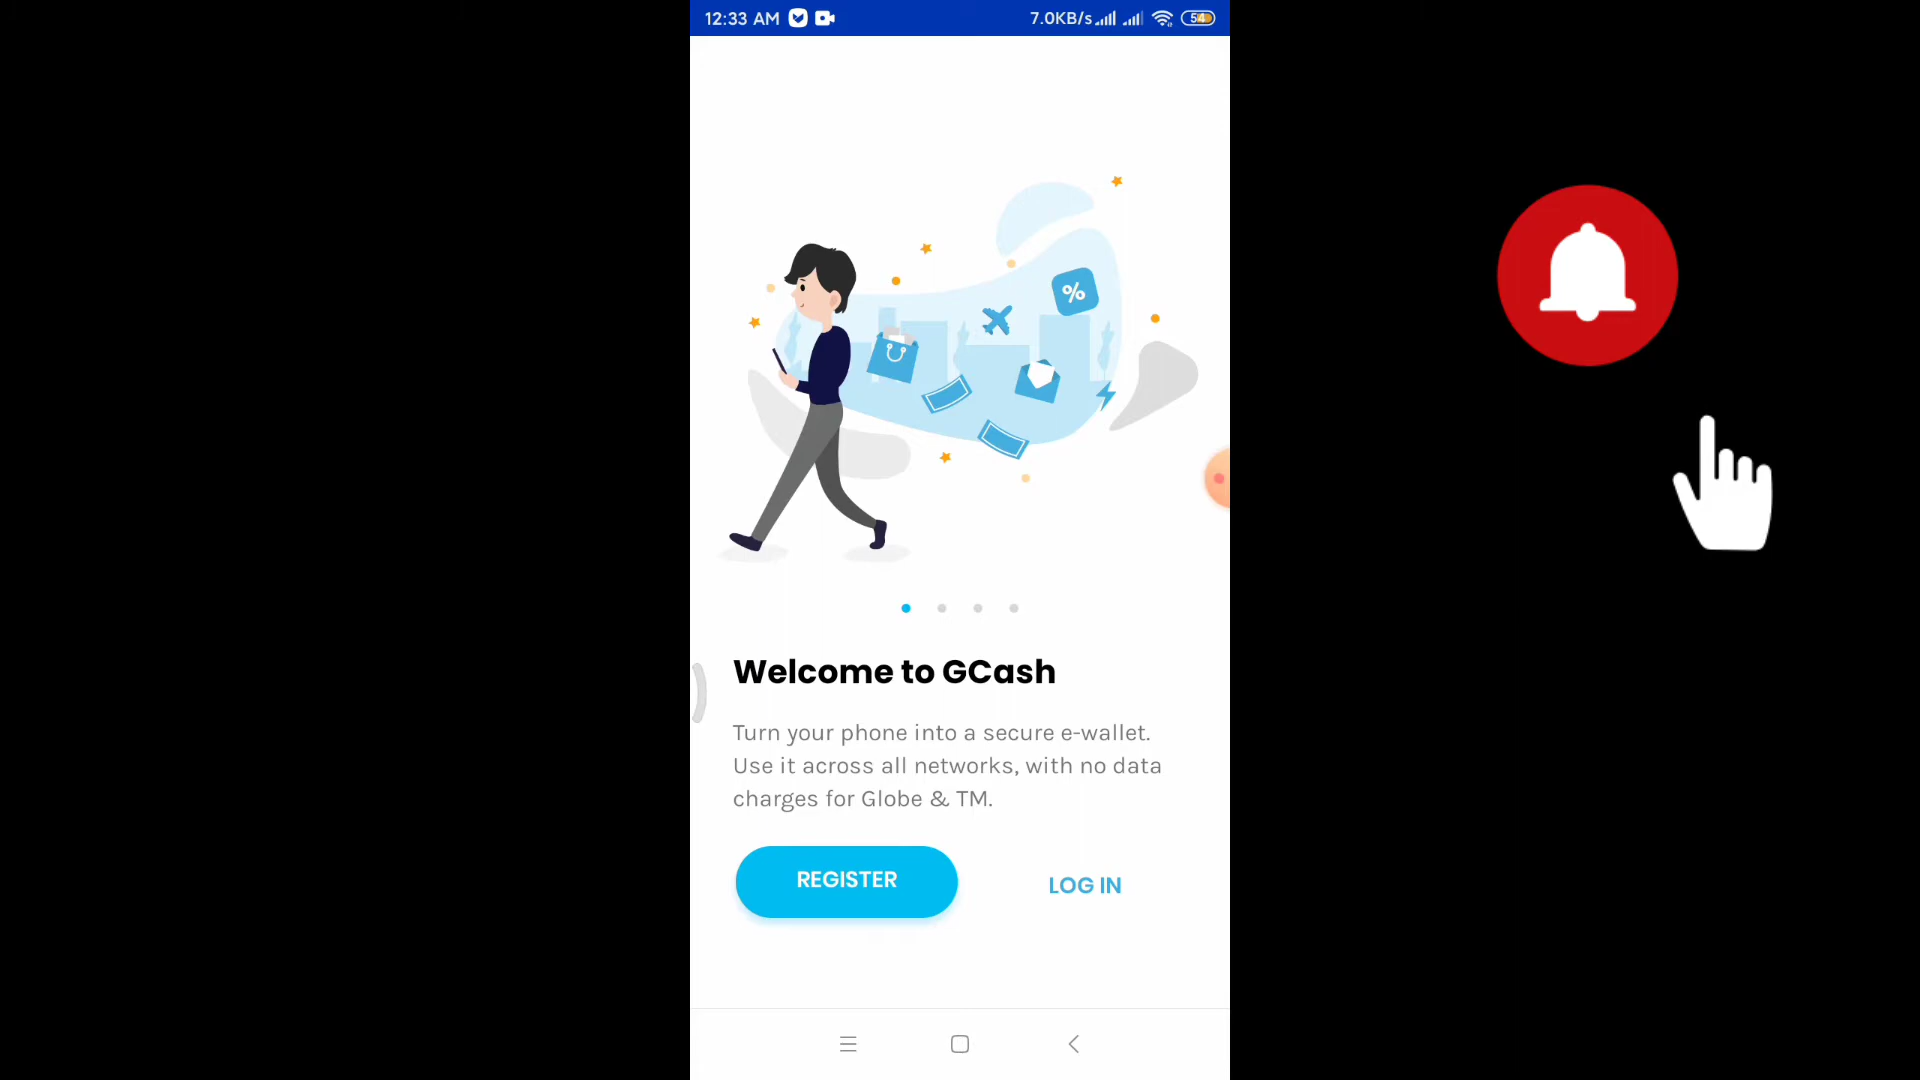 12:33 AM 7.0KB/s 54
%
Welcome to GCash
Turn your phone into a secure e-wallet.
Use it across all networks, with no data
charges for Globe & TM.
REGISTER LOG IN